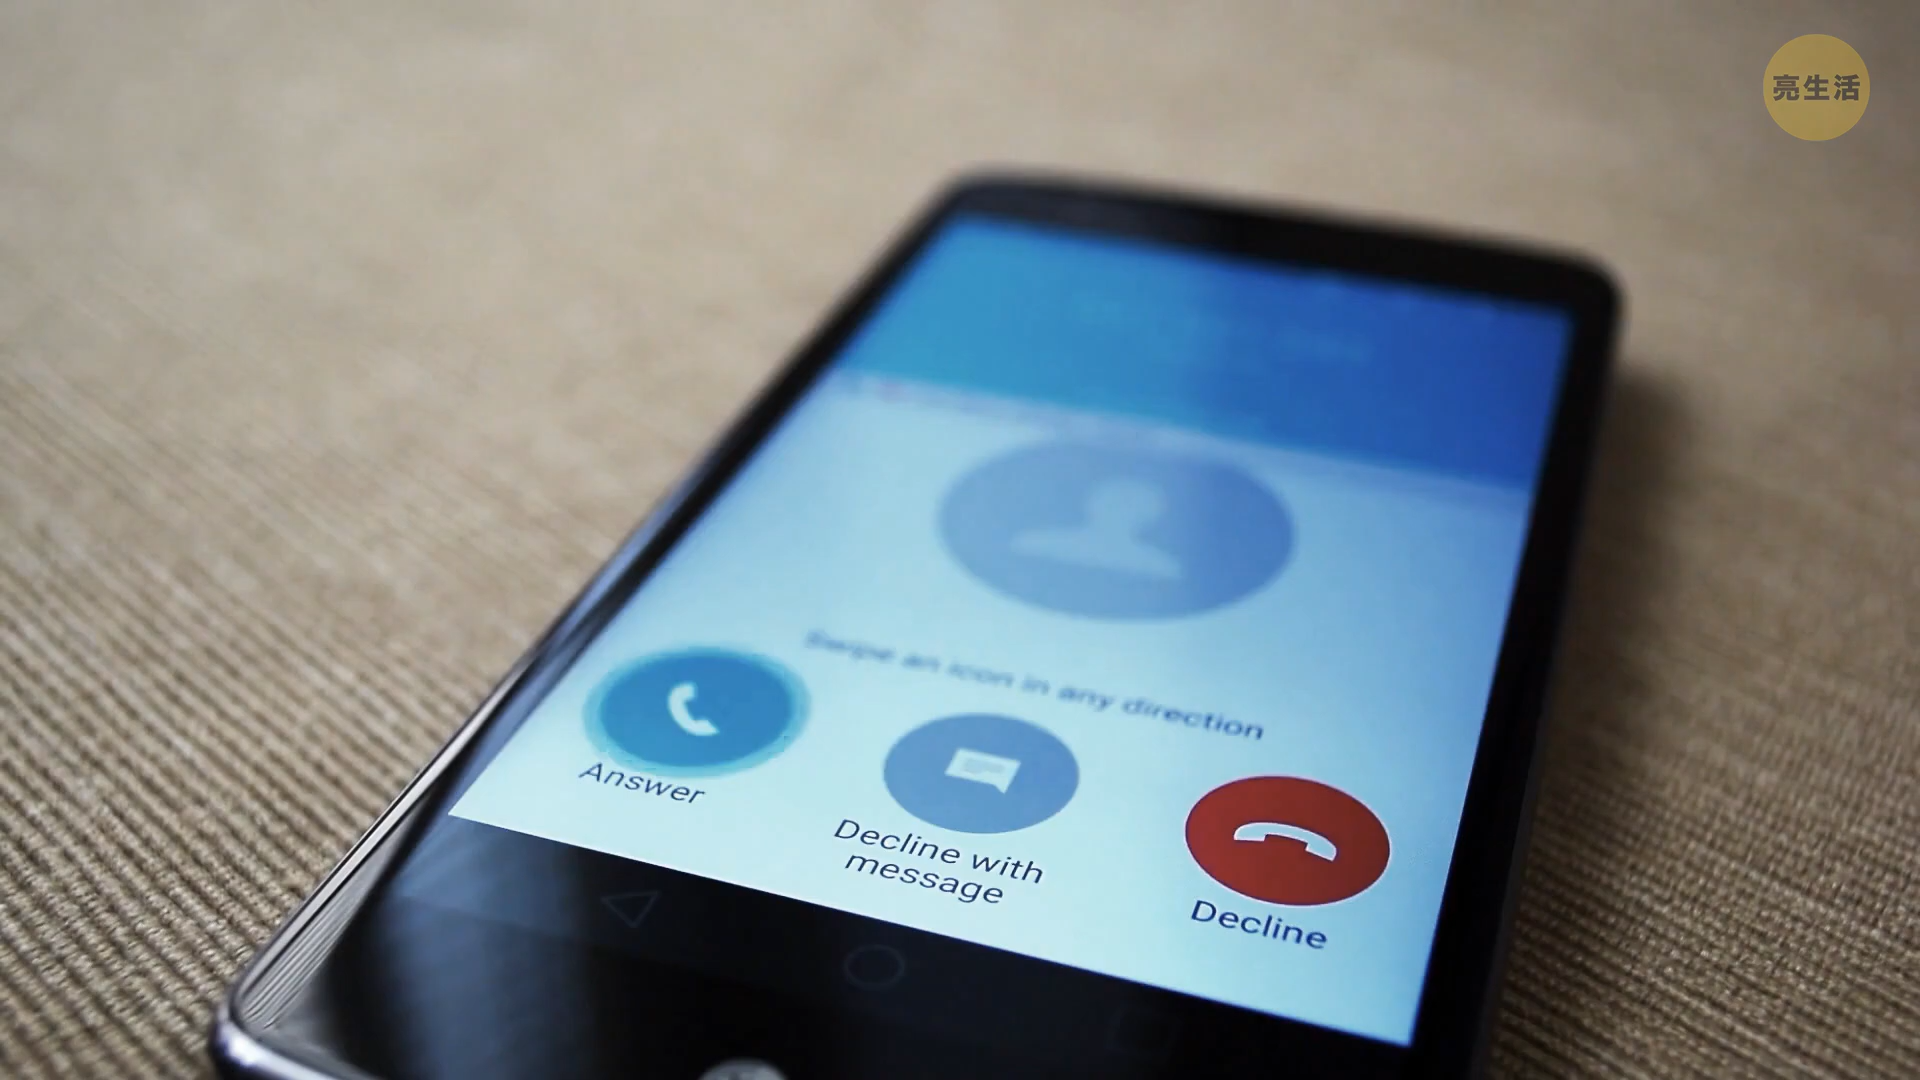 亮生活
Swipe an icon in any direction
Answer
Decline with
message
Decline